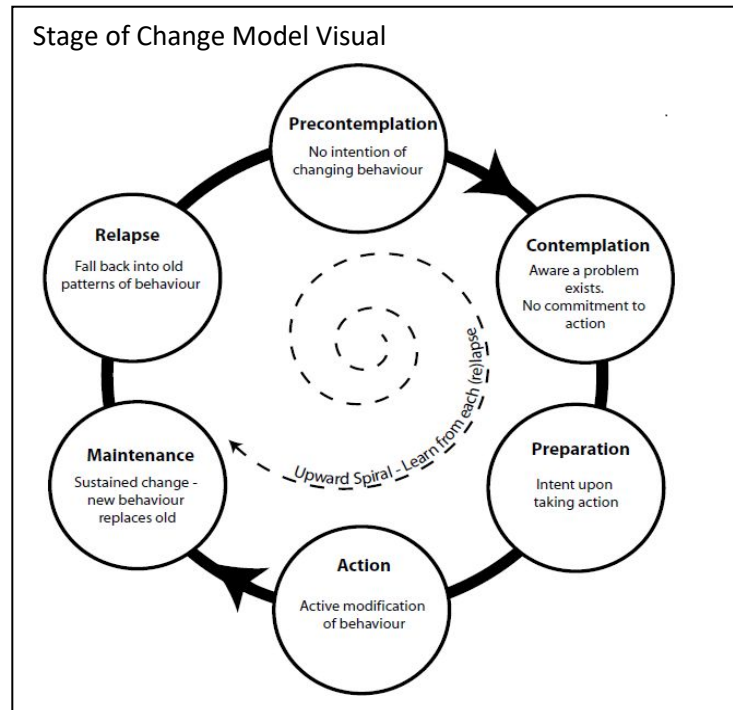 Stage of Change Model Visual
Precontemplation
No intention of
changing behaviour
Contemplation
Aware a problem
exists.
No commitment to
action
Preparation
Intent upon
taking action
Action
Active modification
of behaviour
Maintenance
Sustained change -
new behaviour
replaces old
Relapse
Fall back into old
patterns of behaviour
Upward Spiral - Learn from each (re)lapse